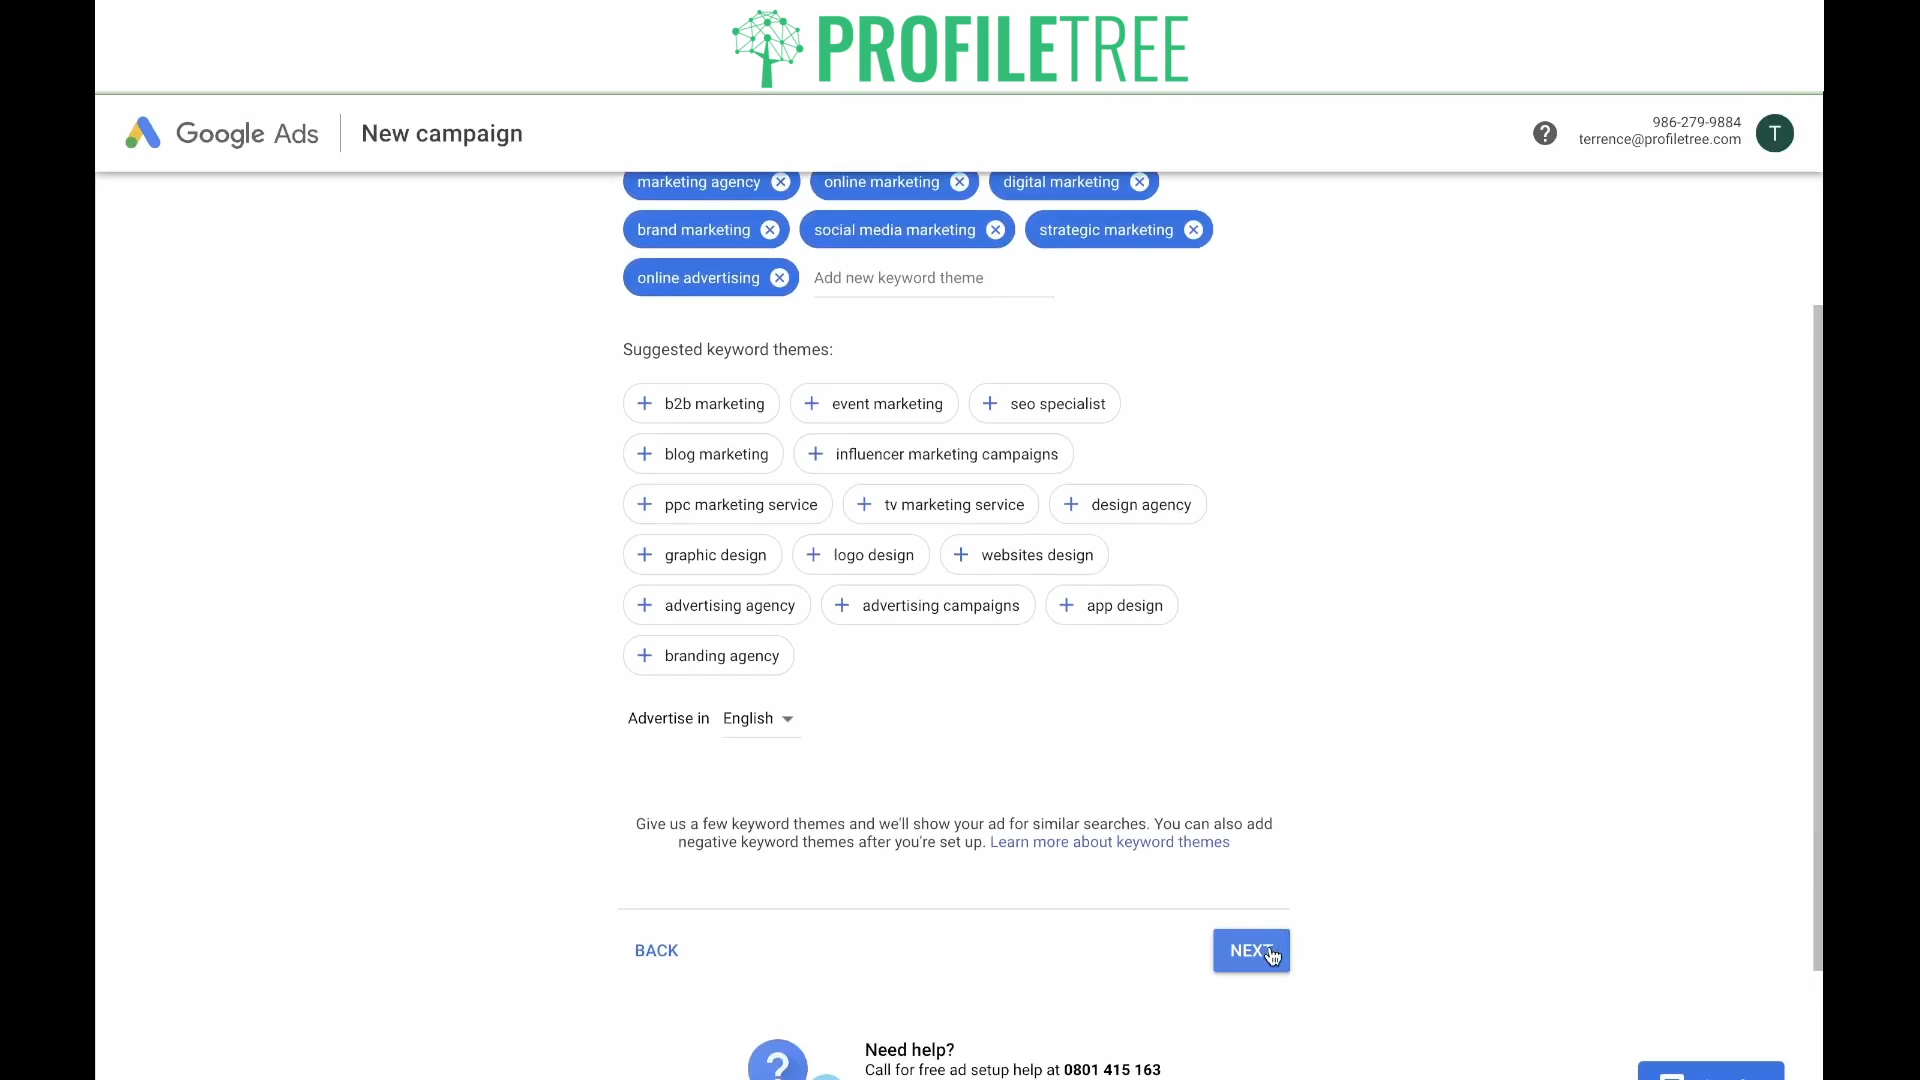 PROFILETREE
Google Ads New campaign
986-279-9884
terrence@profiletree.com
T
marketing agency online marketing digital marketing
brand marketing social media marketing strategic marketing
online advertising Add new keyword theme
Suggested keyword themes:
+ b2b marketing + event marketing + seo specialist
+ blog marketing + influencer marketing campaigns
+ ppc marketing service + tv marketing service + design agency
+ graphic design + logo design + websites design
+ advertising agency + advertising campaigns + app design
+ branding agency
Advertise in English
Give us a few keyword themes and we'll show your ad for similar searches. You can also add
negative keyword themes after you're set up. Learn more about keyword themes
BACK NEXT
Need help?
Call for free ad setup help at 0801 415 163